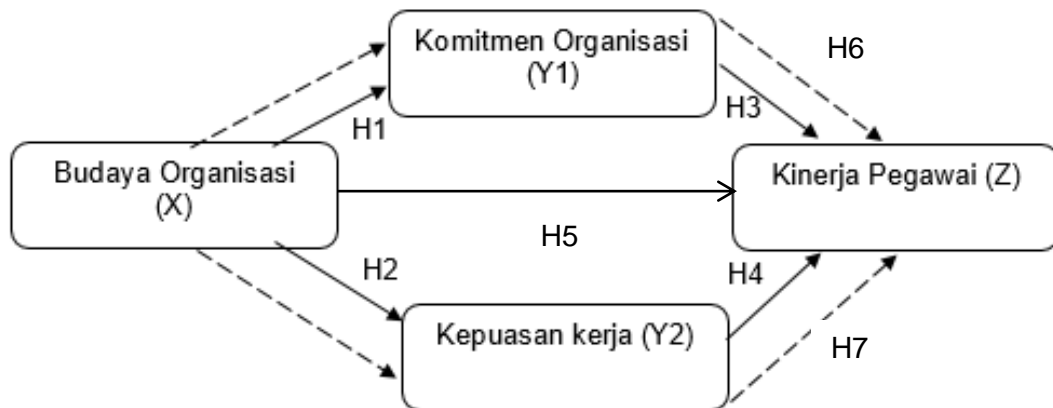 Komitmen Organisasi
(Y1)
H6
H3
H1
Budaya Organisasi
(X)
Kinerja Pegawai (Z)
H5
H2
H4
Kepuasan kerja (Y2)
H7